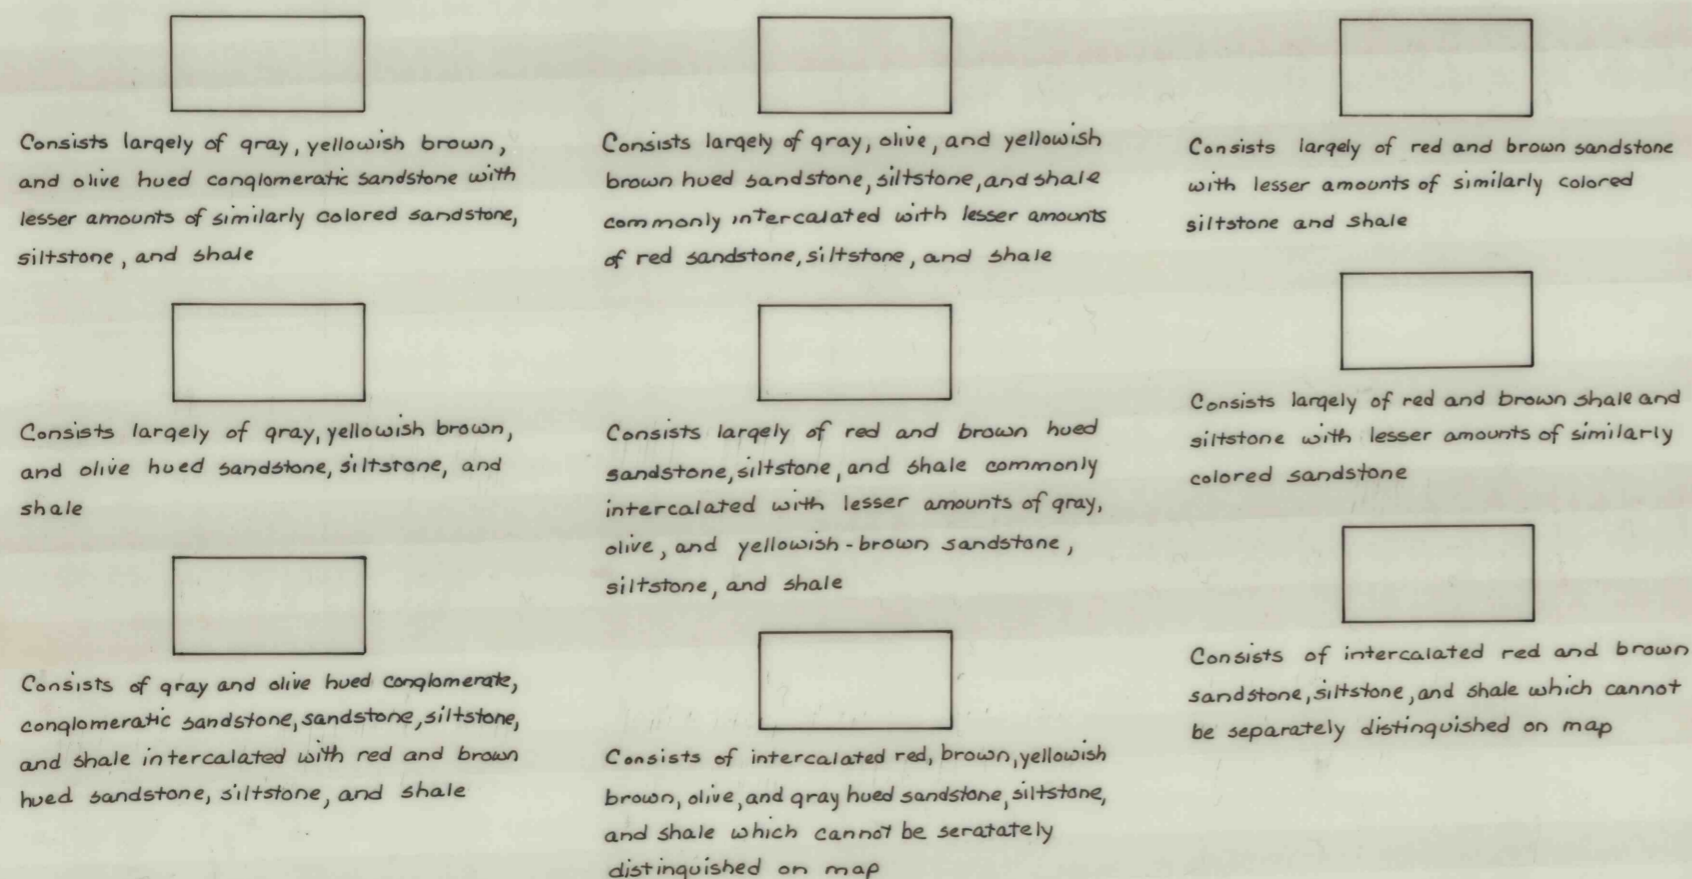 Consists largely of gray, yellowish brown,
and olive hued conglomeratic sandstone with
lesser amounts of similarly colored sandstone,
siltstone, and shale
Consists largely of gray, yellowish brown,
and olive hued sandstone, siltstone, and
shale
Consists of gray and olive hued conglomerate,
conglomeratic sandstone, sandstone, siltstone,
and shale intercalated with red and brown
hued sandstone, siltstone, and shale
Consists largely of gray, olive, and yellowish
brown hued sandstone, siltstone, and shale
commonly intercalated with lesser amounts
of red sandstone, siltstone, and shale
Consists largely of red and brown hued
sandstone, siltstone, and shale commonly
intercalated with lesser amounts of gray,
olive, and yellowish-brown sandstone,
siltstone, and shale
Consists of intercalated red, brown, yellowish
brown, olive, and gray hued sandstone, siltstone,
and shale which cannot be seratately
distinguished on map
Consists largely of red and brown sandstone
with lesser amounts of similarly colored
siltstone and shale
Consists largely of red and brown shale and
siltstone with lesser amounts of similarly
colored sandstone
Consists of intercalated red and brown
sandstone, siltstone, and shale which cannot
be separately distinguished on map